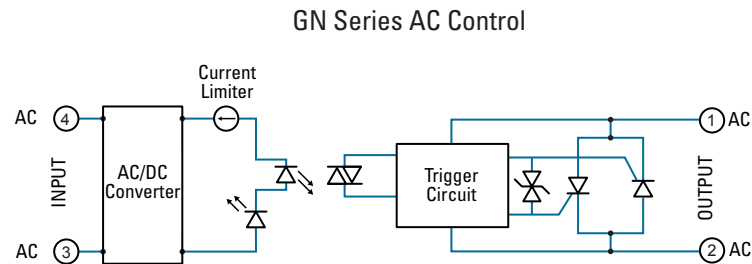 GN Series AC Control
Current
Limiter
AC 4
1 AC
INPUT
AC/DC
Converter
Trigger
Circuit
OUTPUT
AC 3
2 AC